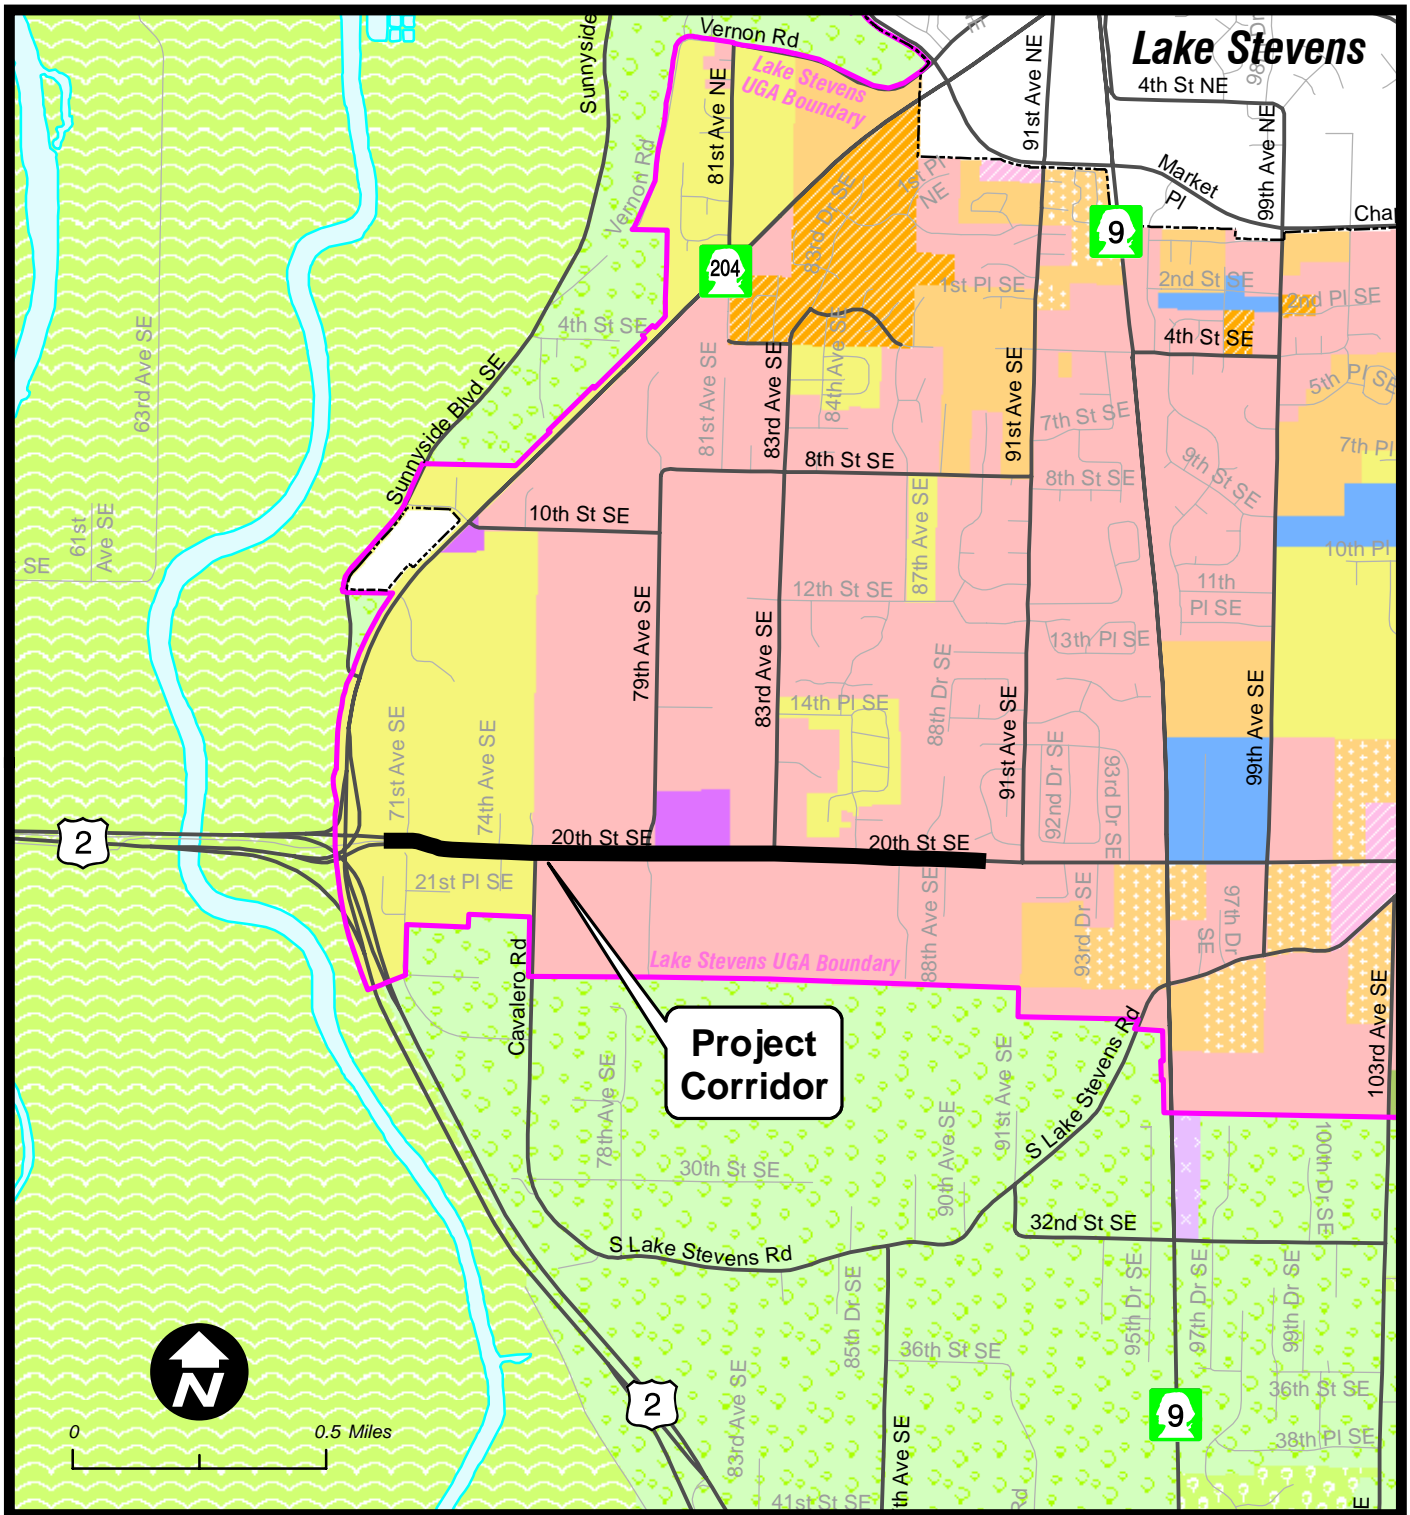 Lake Stevens
Vernon Rd
Sunnyside
Lake Stevens
UGA Boundary
81st Ave NE
91st Ave NE
4th St NE
99th Ave NE
Market
Pl
Vernon Rd
83rd Dr SE
1st Pl
NE
9
204
2nd St SE
1st Pl SE
2nd Pl SE
4th St SE
4th St SE
63rd Ave SE
Sunnyside Blvd SE
81st Ave SE
83rd Ave SE
84th Ave SE
91st Ave SE
5th Pl SE
7th St SE
7th Pl
8th St SE
8th St SE
9th St SE
10th St SE
10th Pl
61st
Ave SE
SE
87th Ave SE
12th St SE
11th
Pl SE
79th Ave SE
83rd Ave SE
13th Pl SE
88th Dr SE
14th Pl SE
91st Ave SE
99th Ave SE
71st Ave SE
74th Ave SE
92nd Dr SE
93rd Dr SE
2
20th St SE
20th St SE
21st Pl SE
88th Ave SE
93rd Dr SE
97th Dr
SE
Lake Stevens UGA Boundary
Cavalero Rd
Project
Corridor
103rd Ave SE
S Lake Stevens Rd
78th Ave SE
91st Ave SE
90th Ave SE
100th Dr SE
30th St SE
32nd St SE
S Lake Stevens Rd
85th Dr SE
95th Dr SE
97th Dr SE
99th Dr SE
36th St SE
36th St SE
N
2
83rd Ave SE
9
38th Pl SE
0
0.5 Miles
41st St SE
th Ave SE
Rd
E